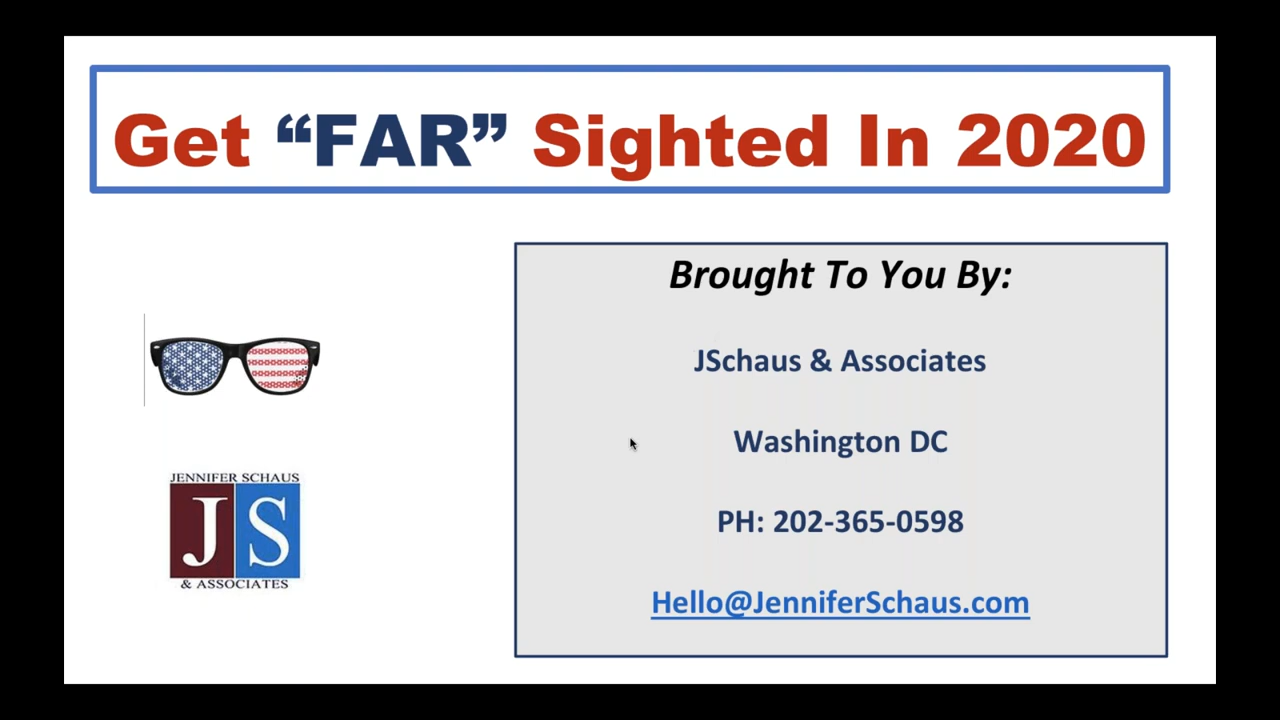 Get “FAR” Sighted In 2020
Brought To You By:
JSchaus & Associates
Washington DC
PH: 202-365-0598
Hello@JenniferSchaus.com
JENNIFER SCHAUS
JS
& ASSOCIATES